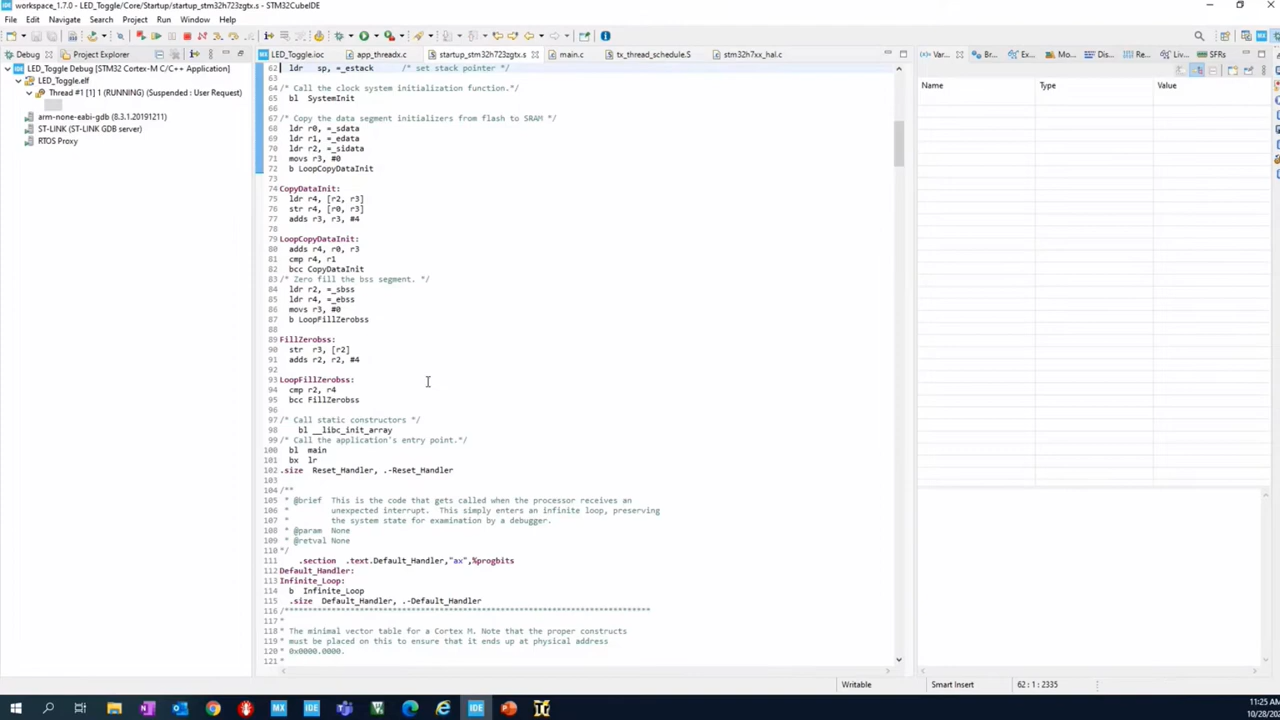 workspace_1.7.0 - LED_Toggle/Core/Startup/startup_stm32h723zgtx.s - STM32CubeIDE
File Edit Navigate Search Project Run Window Help
Debug Project Explorer
LED_Toggle Debug [STM32 Cortex-M C/C++ Application]
LED_Toggle.elf
Thread #1 [1] 1 (RUNNING) (Suspended : User Request)
arm-none-eabi-gdb (8.3.1.20191211)
ST-LINK (ST-LINK GDB server)
RTOS Proxy
LED_Toggle.ioc app_threadx.c startup_stm32h723zgtx.s main.c tx_thread_schedule.S stm32h7xx_hal.c
62 ldr sp, =_estack /* set stack pointer */
63
64 /* Call the clock system initialization function.*/
65 bl SystemInit
66
67 /* Copy the data segment initializers from flash to SRAM */
68 ldr r0, =_sdata
69 ldr r1, =_edata
70 ldr r2, =_sidata
71 movs r3, #0
72 b LoopCopyDataInit
73
74 CopyDataInit:
75 ldr r4, [r2, r3]
76 str r4, [r0, r3]
77 adds r3, r3, #4
78
79 LoopCopyDataInit:
80 adds r4, r0, r3
81 cmp r4, r1
82 bcc CopyDataInit
83 /* Zero fill the bss segment. */
84 ldr r2, =_sbss
85 ldr r4, =_ebss
86 movs r3, #0
87 b LoopFillZerobss
88
89 FillZerobss:
90 str r3, [r2]
91 adds r2, r2, #4
92
93 LoopFillZerobss:
94 cmp r2, r4
95 bcc FillZerobss
96
97 /* Call static constructors */
98 bl __libc_init_array
99 /* Call the application's entry point.*/
100 bl main
101 bx lr
102 .size Reset_Handler, .-Reset_Handler
103
104 /**
105 * @brief This is the code that gets called when the processor receives an
106 * unexpected interrupt. This simply enters an infinite loop, preserving
107 * the system state for examination by a debugger.
108 * @param None
109 * @retval None
110 */
111 .section .text.Default_Handler,"ax",%progbits
112 Default_Handler:
113 Infinite_Loop:
114 b Infinite_Loop
115 .size Default_Handler, .-Default_Handler
116 /******************************************************************************
117 *
118 * The minimal vector table for a Cortex M. Note that the proper constructs
119 * must be placed on this to ensure that it ends up at physical address
120 * 0x0000.0000.
121 *
Var... Br... Ex... Mo... Dis... Re... Liv... SFRs
Name Type Value
Writable Smart Insert 62 : 1 : 2335
MX IDE IDE
11:25 AM